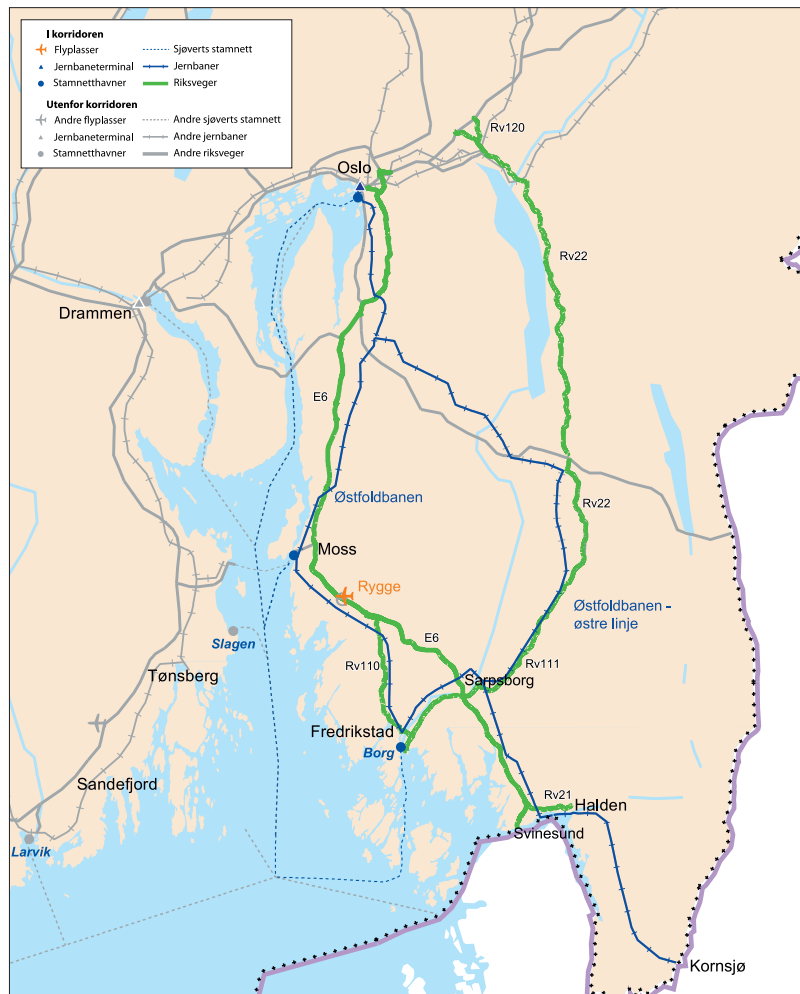 I korridoren
Flyplasser
Jernbaneterminal
Stamnetthavner
Sjøverts stamnett
Jernbaner
Riksveger
Utenfor korridoren
Andre flyplasser
Jernbaneterminal
Stamnetthavner
Andre sjøverts stamnett
Andre jernbaner
Andre riksveger
Rv120
Oslo
Rv22
Drammen
E6
Østfoldbanen
Rv22
Moss
Rygge
Østfoldbanen -
østre linje
Slagen
E6
Rv110
Rv111
Tønsberg
Sarpsborg
Fredrikstad
Borg
Sandefjord
Rv21
Halden
Svinesund
Larvik
Kornsjø